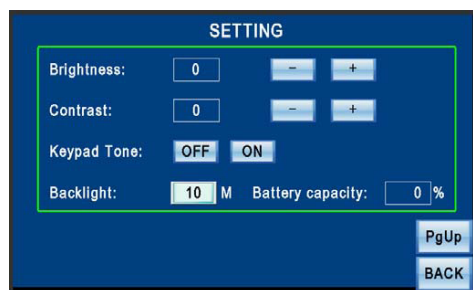 SETTING
Brightness: 0 - +
Contrast: 0 - +
Keypad Tone: OFF ON
Backlight: 10 M Battery capacity: 0 %
PgUp
BACK